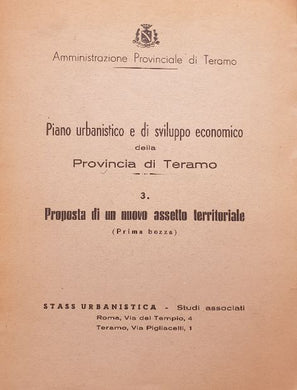 Amministrazione Provinciale di Teramo
Piano urbanistico e di sviluppo economico
della
Provincia di Teramo
3.
Proposta di un nuovo assetto territoriale
(Prima bozza)
STASS URBANISTICA - Studi associati
Roma, Via del Tempio, 4
Teramo, Via Pigliacelli, 1